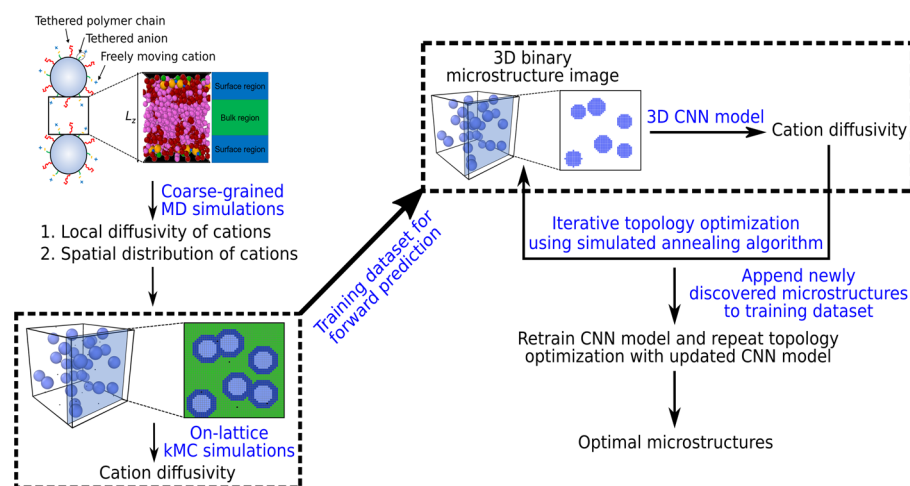 Tethered polymer chain
Tethered anion
Freely moving cation
Lz
Surface region
Bulk region
Surface region
Coarse-grained
MD simulations
1. Local diffusivity of cations
2. Spatial distribution of cations
On-lattice
kMC simulations
Cation diffusivity
Training dataset for
forward prediction
3D binary
microstructure image
3D CNN model
Cation diffusivity
Iterative topology optimization
using simulated annealing algorithm
Append newly
discovered microstructures
to training dataset
Retrain CNN model and repeat topology
optimization with updated CNN model
Optimal microstructures